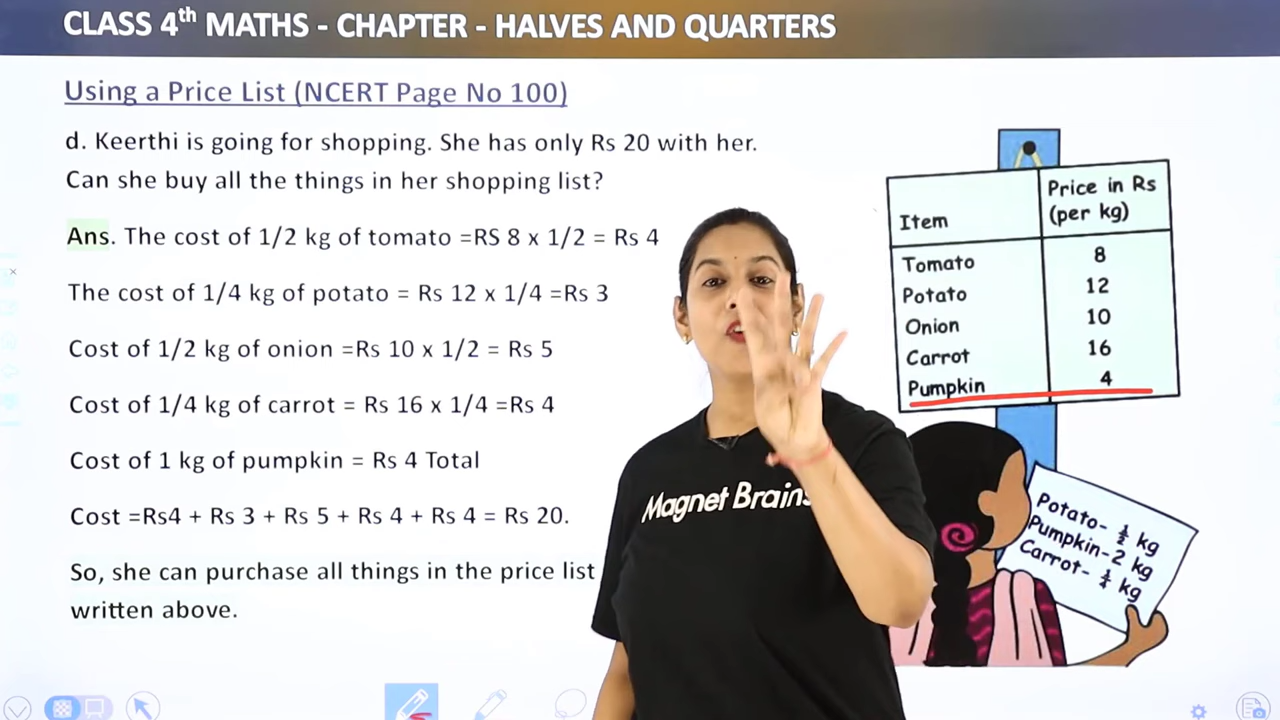 CLASS 4th MATHS - CHAPTER - HALVES AND QUARTERS
Using a Price List (NCERT Page No 100)
d. Keerthi is going for shopping. She has only Rs 20 with her.
Can she buy all the things in her shopping list?
Ans. The cost of 1/2 kg of tomato =RS 8 x 1/2 = Rs 4
The cost of 1/4 kg of potato = Rs 12 x 1/4 =Rs 3
Cost of 1/2 kg of onion =Rs 10 x 1/2 = Rs 5
Cost of 1/4 kg of carrot = Rs 16 x 1/4 =Rs 4
Cost of 1 kg of pumpkin = Rs 4 Total
Cost =Rs4 + Rs 3 + Rs 5 + Rs 4 + Rs 4 = Rs 20.
So, she can purchase all things in the price list
written above.
Item Price in Rs
(per kg)
Tomato 8
Potato 12
Onion 10
Carrot 16
Pumpkin 4
Potato- ½ kg
Pumpkin-2 kg
Carrot- ¼ kg
Magnet Brains